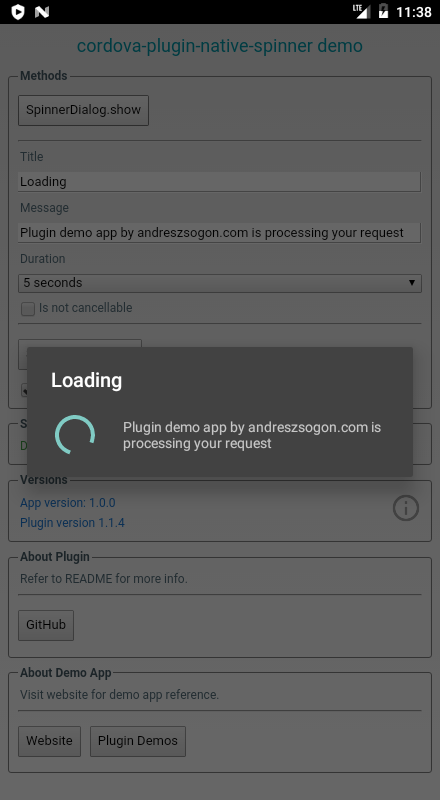 LTE 11:38
cordova-plugin-native-spinner demo
Methods
SpinnerDialog.show
Title
Loading
Message
Plugin demo app by andreszsogon.com is processing your request
Duration
5 seconds
Is not cancellable
Loading
Plugin demo app by andreszsogon.com is
processing your request
Versions
App version: 1.0.0
Plugin version 1.1.4
About Plugin
Refer to README for more info.
GitHub
About Demo App
Visit website for demo app reference.
Website Plugin Demos